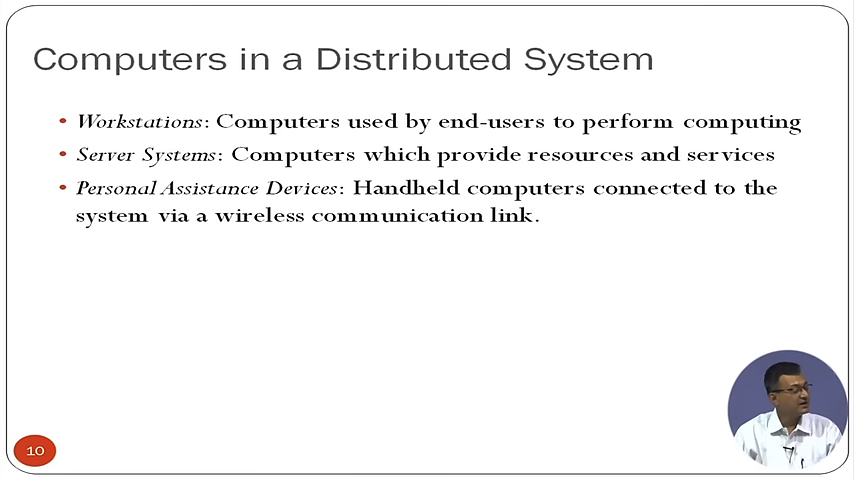 Computers in a Distributed System
• Workstations: Computers used by end-users to perform computing
• Server Systems: Computers which provide resources and services
• Personal Assistance Devices: Handheld computers connected to the
system via a wireless communication link.
10